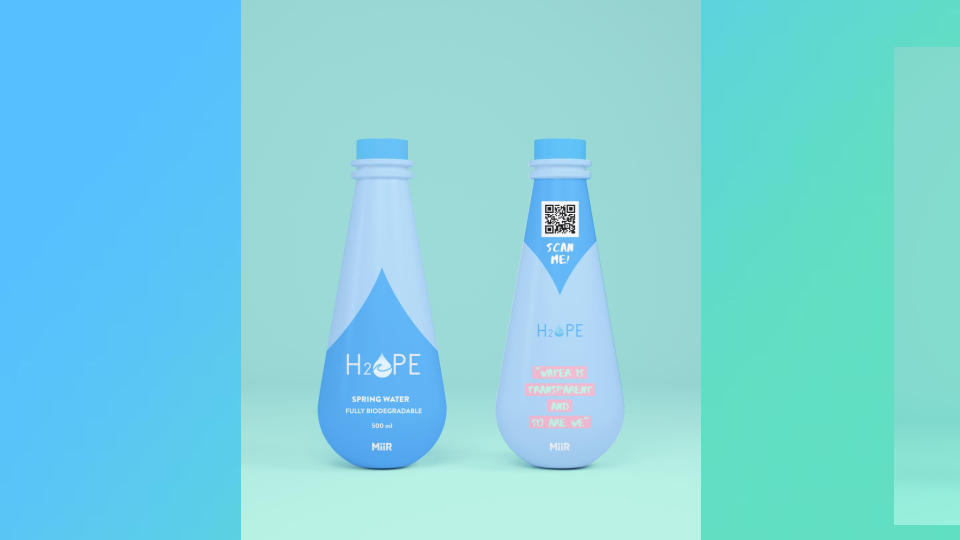 H2OPE
SPRING WATER
FULLY BIODEGRADABLE
500 ml
MiiR
SCAN
ME!
H2OPE
"WATER IS
TRANSPARENT
AND
SO ARE WE"
MiiR